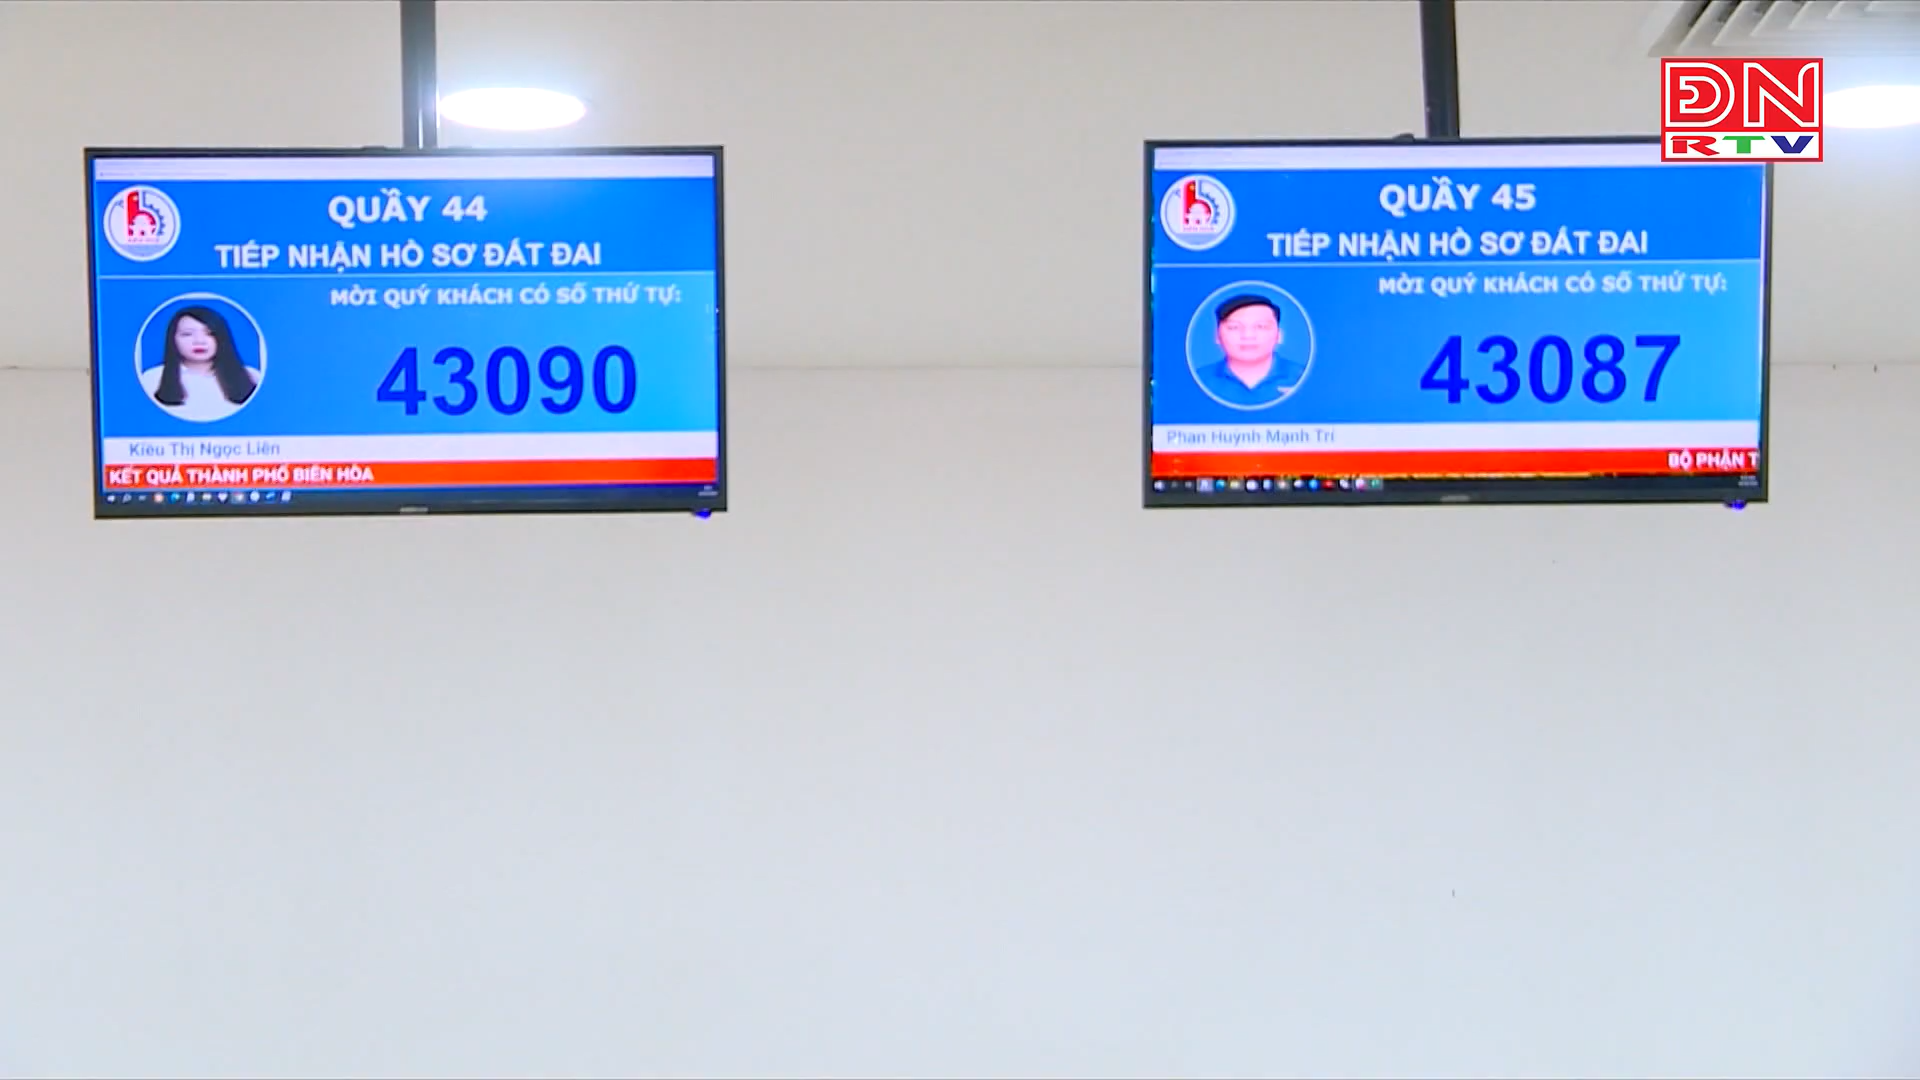 ĐN
RTV
QUẦY 44
TIẾP NHẬN HỒ SƠ ĐẤT ĐAI
MỜI QUÝ KHÁCH CÓ SỐ THỨ TỰ:
43090
Kiều Thị Ngọc Liên
KẾT QUẢ THÀNH PHỐ BIÊN HÒA
QUẦY 45
TIẾP NHẬN HỒ SƠ ĐẤT ĐAI
MỜI QUÝ KHÁCH CÓ SỐ THỨ TỰ:
43087
Phan Huỳnh Mạnh Trí
BỘ PHẬN T